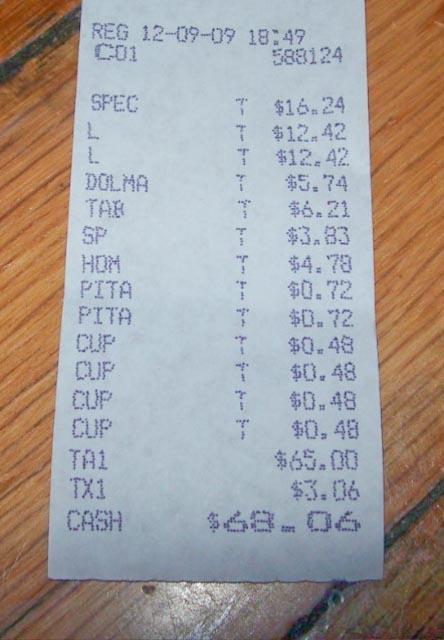 REG 12-09-09 18:49
C01 588124
SPEC T $16.24
L T $12.42
L T $12.42
DOLMA T $5.74
TAB T $6.21
SP T $3.83
HOM T $4.78
PITA T $0.72
PITA T $0.72
CUP T $0.48
CUP T $0.48
CUP T $0.48
CUP T $0.48
TA1 $65.00
TX1 $3.06
CASH $68.06